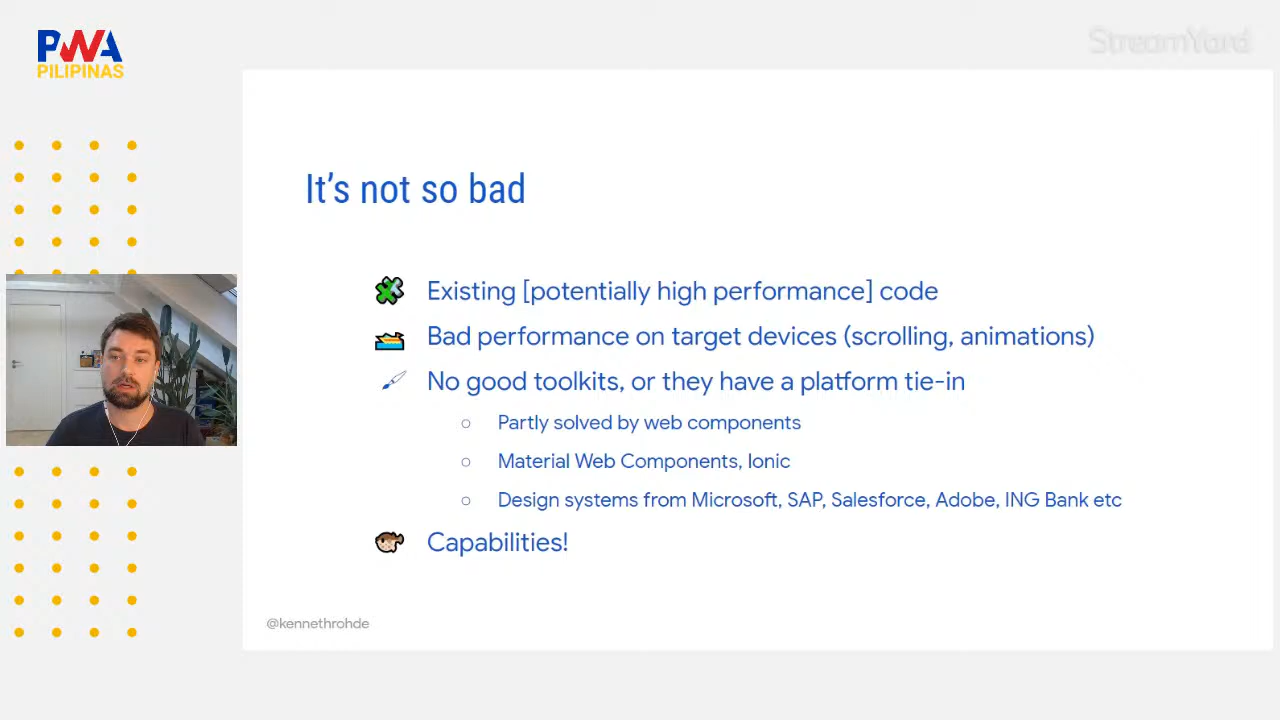 PWA
PILIPINAS
StreamYard
It’s not so bad
Existing [potentially high performance] code
Bad performance on target devices (scrolling, animations)
No good toolkits, or they have a platform tie-in
Partly solved by web components
Material Web Components, Ionic
Design systems from Microsoft, SAP, Salesforce, Adobe, ING Bank etc
Capabilities!
@kennethrohde